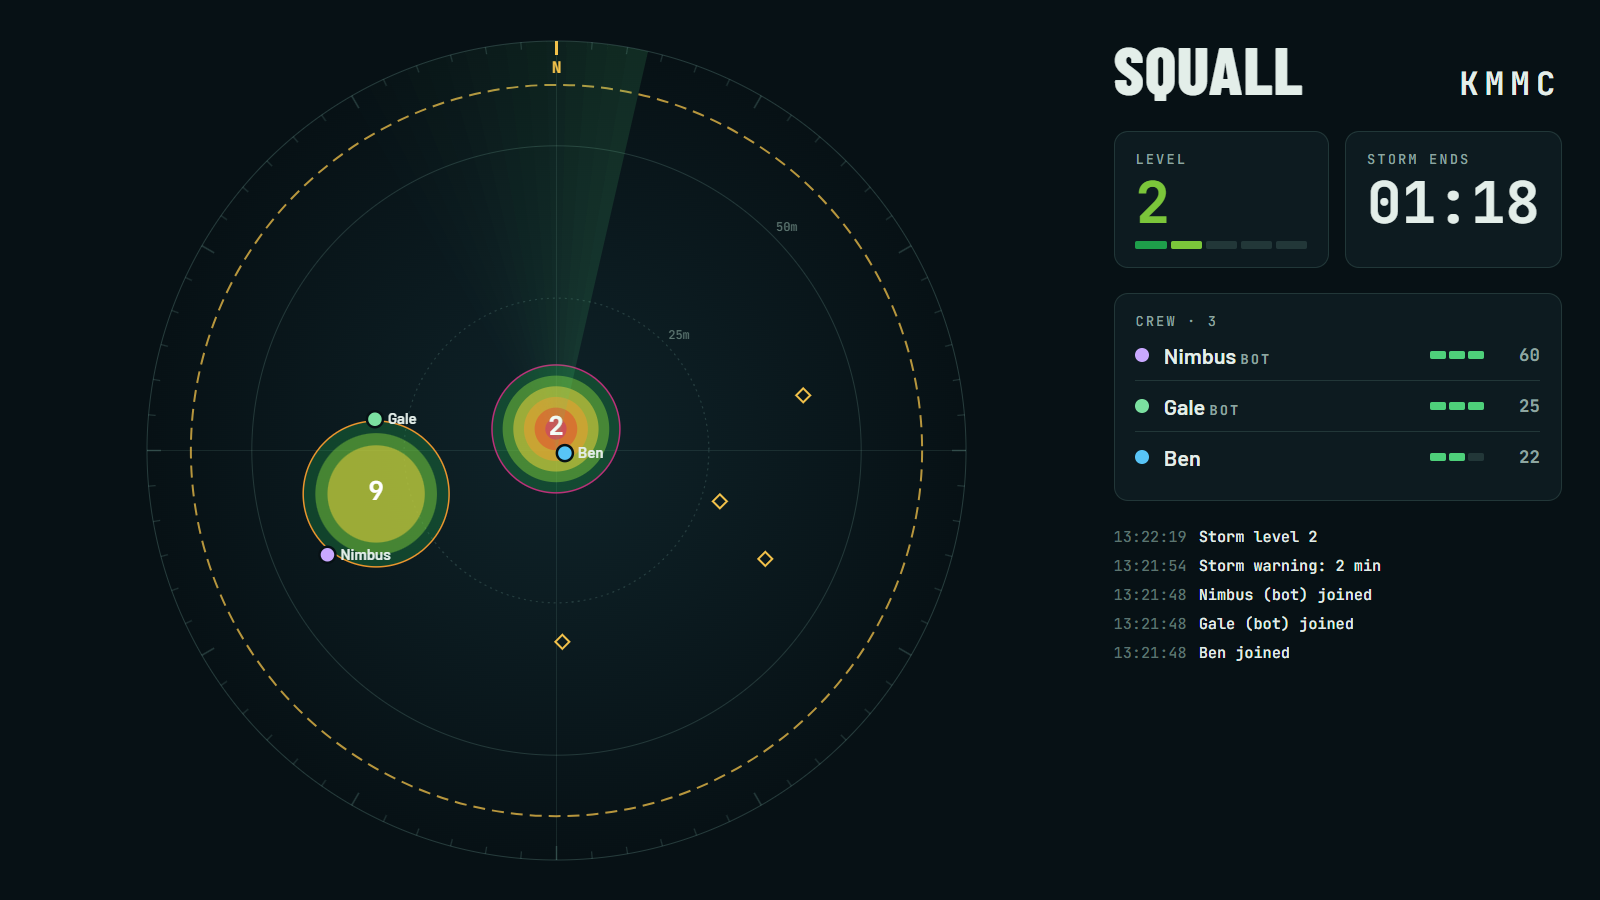 N
50m
25m
2
Ben
Gale
9
Nimbus
SQUALL
KMMC
LEVEL
2
STORM ENDS
01:18
CREW · 3
Nimbus BOT 60
Gale BOT 25
Ben 22
13:22:19 Storm level 2
13:21:54 Storm warning: 2 min
13:21:48 Nimbus (bot) joined
13:21:48 Gale (bot) joined
13:21:48 Ben joined